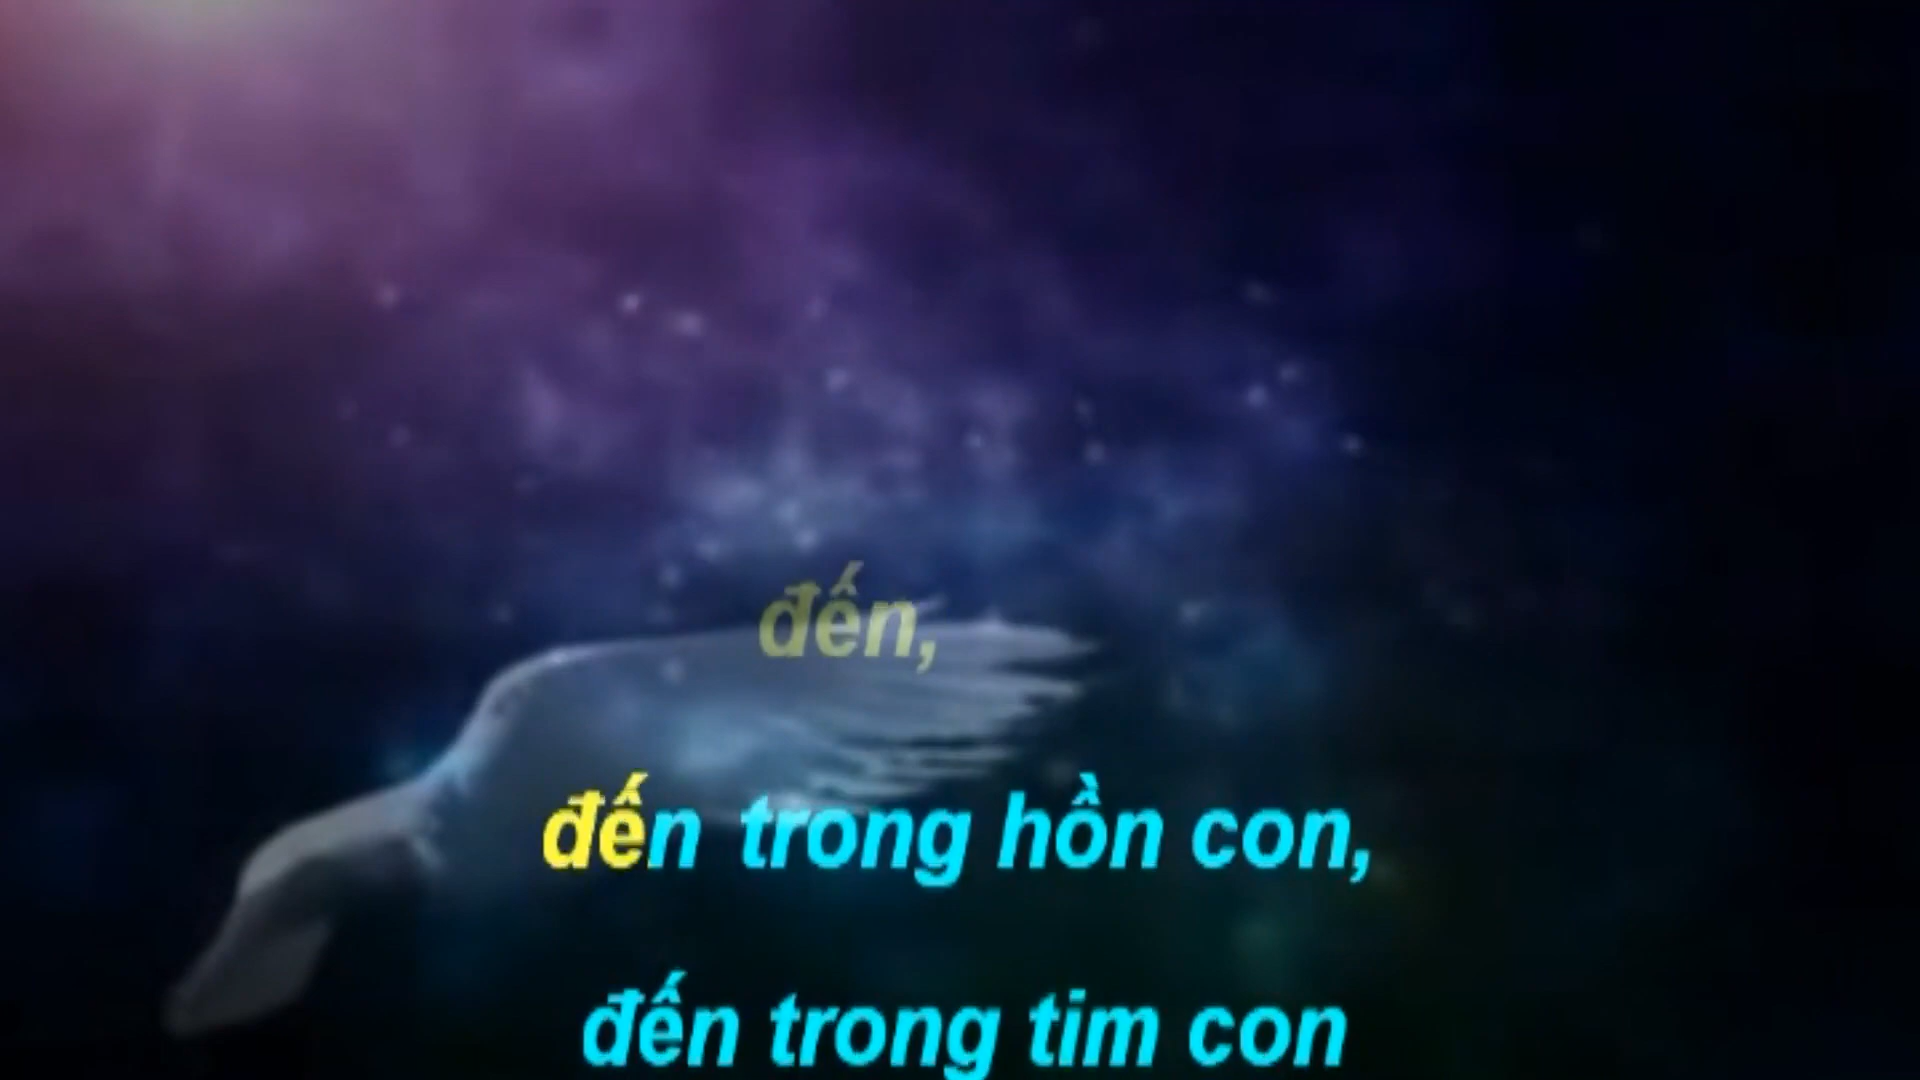 đến,
đến trong hồn con,
đến trong tim con